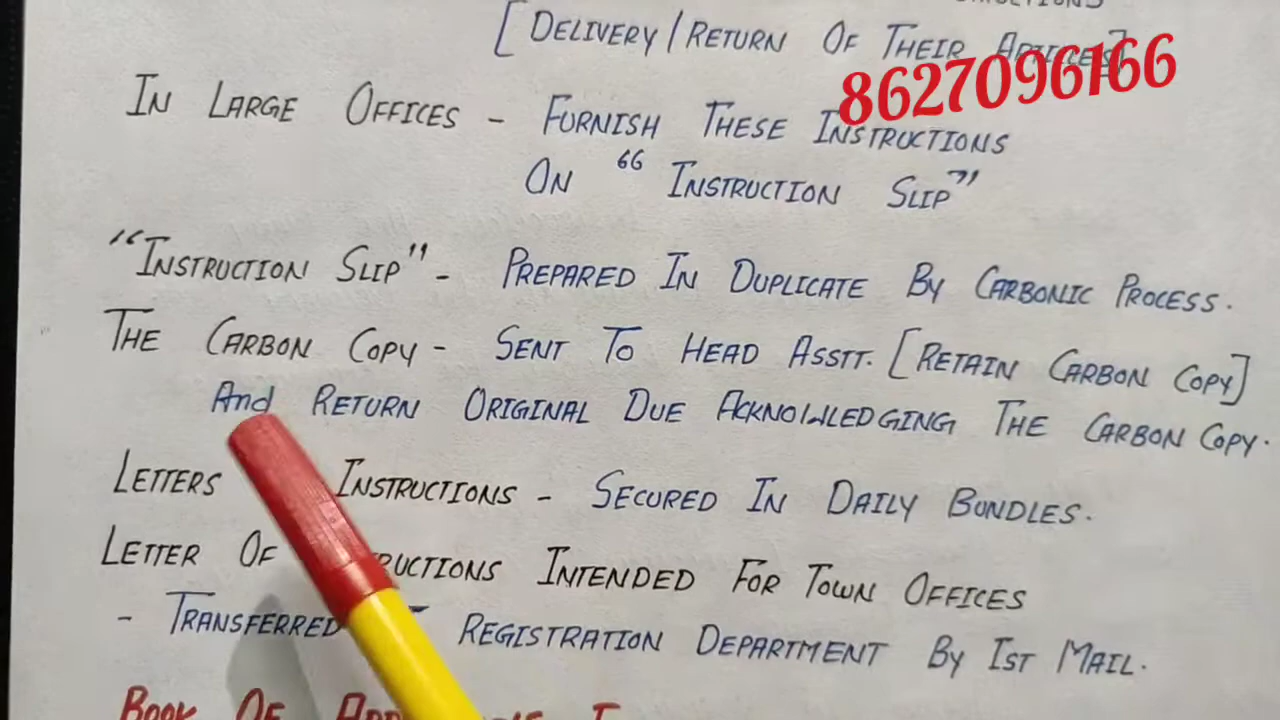 [DELIVERY/RETURN OF THEIR ARTICLES]
8627096166
IN LARGE OFFICES - FURNISH THESE INSTRUCTIONS
ON "INSTRUCTION SLIP"
"INSTRUCTION SLIP" - PREPARED IN DUPLICATE BY CARBONIC PROCESS.
THE CARBON COPY - SENT TO HEAD ASSTT. [RETAIN CARBON COPY]
And RETURN ORIGINAL DUE ACKNOWLEDGING THE CARBON COPY.
LETTERS INSTRUCTIONS - SECURED IN DAILY BUNDLES.
LETTER OF RUCTIONS INTENDED FOR TOWN OFFICES
- TRANSFERRED REGISTRATION DEPARTMENT BY IST MAIL.
BOOK OF